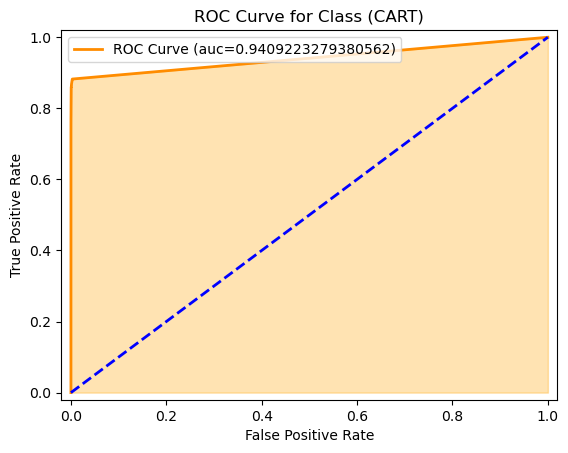 ROC Curve for Class (CART)
ROC Curve (auc=0.9409223279380562)
True Positive Rate
1.0
0.8
0.6
0.4
0.2
0.0
0.0 0.2 0.4 0.6 0.8 1.0
False Positive Rate